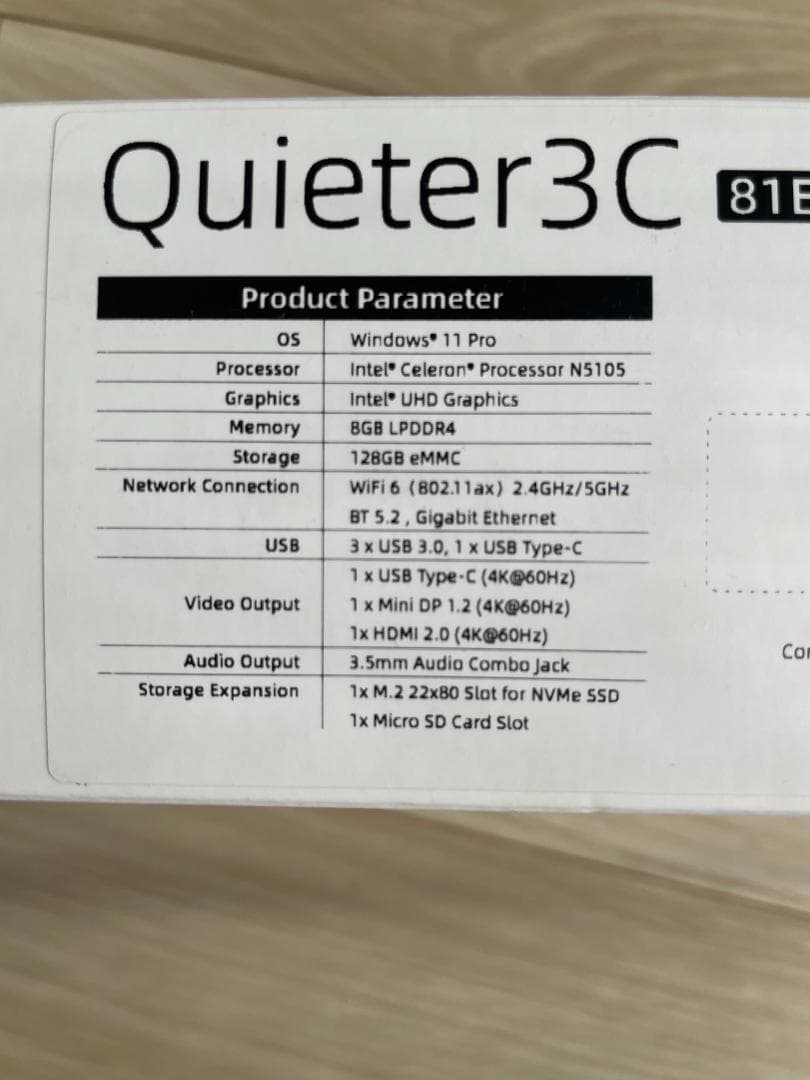 Quieter3C
81
Product Parameter
OS Windows® 11 Pro
Processor Intel® Celeron® Processor N5105
Graphics Intel® UHD Graphics
Memory 8GB LPDDR4
Storage 128GB eMMC
Network Connection WiFi 6 (802.11ax) 2.4GHz/5GHz
BT 5.2 , Gigabit Ethernet
USB 3 x USB 3.0, 1 x USB Type-C
1 x USB Type-C (4K@60Hz)
Video Output 1 x Mini DP 1.2 (4K@60Hz)
1x HDMI 2.0 (4K@60Hz)
Audio Output 3.5mm Audio Combo Jack
Storage Expansion 1x M.2 22x80 Slot for NVMe SSD
1x Micro SD Card Slot